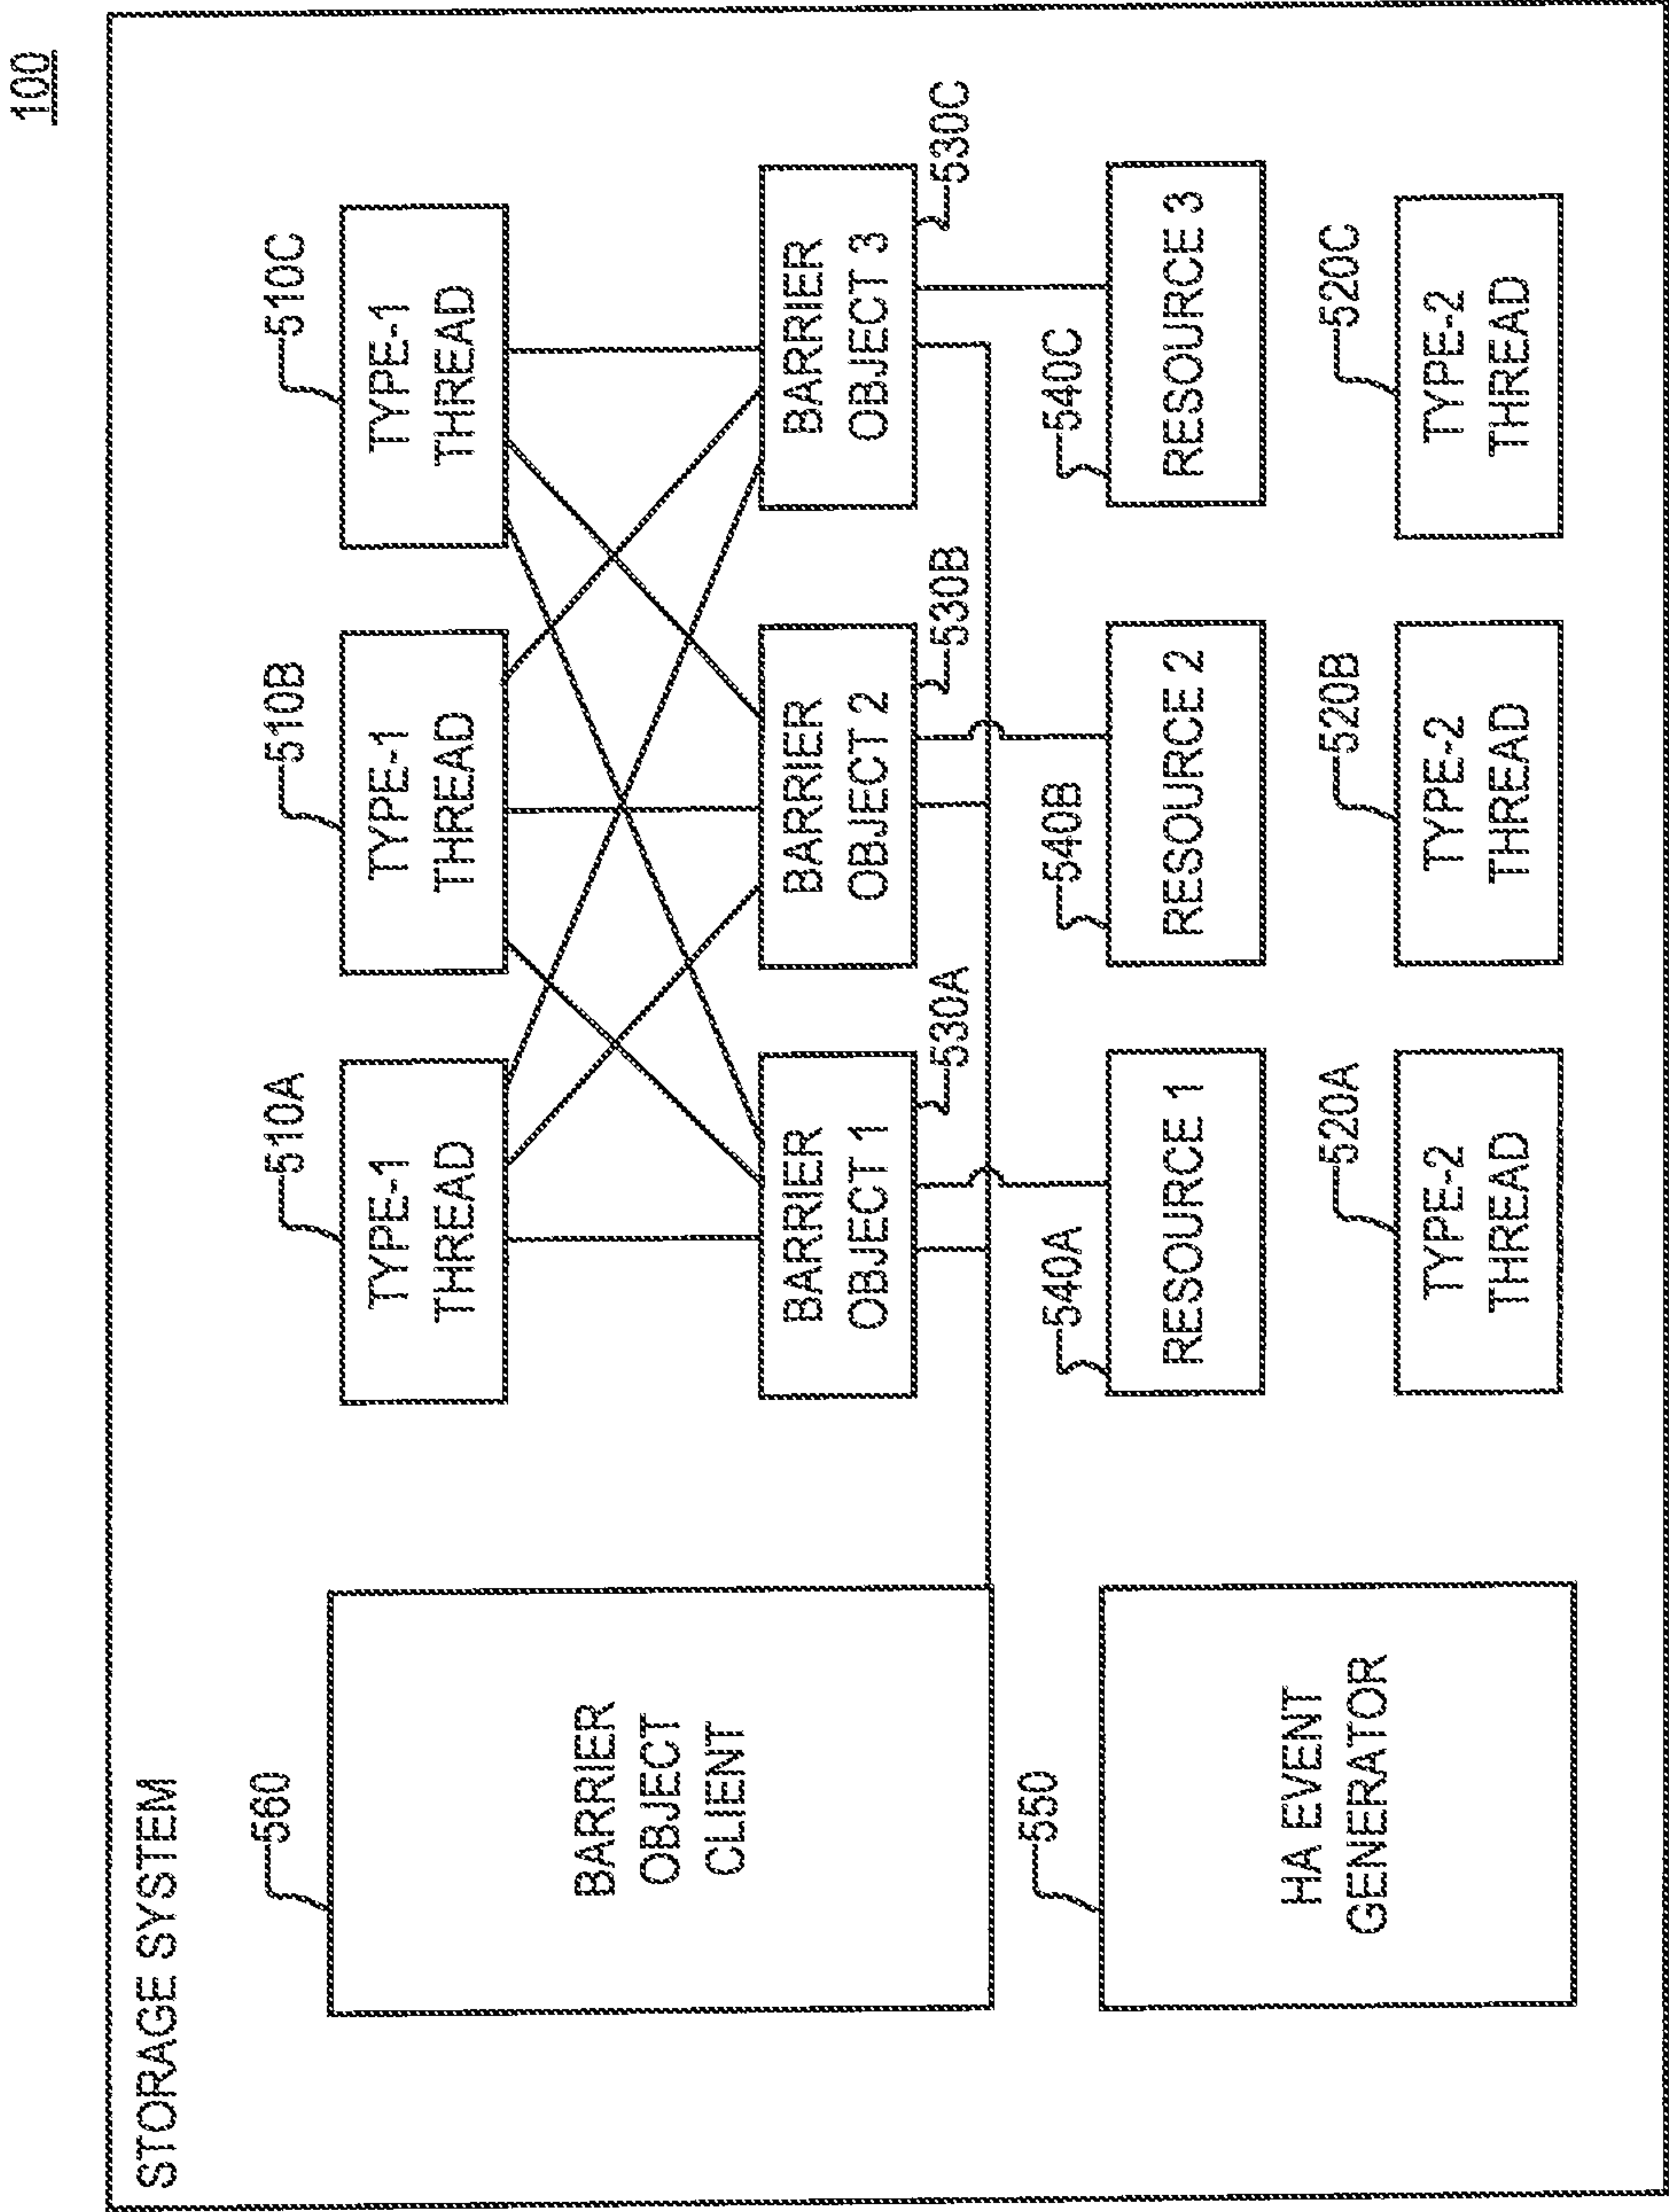 100
STORAGE SYSTEM
560
BARRIER
OBJECT
CLIENT
510A
TYPE-1
THREAD
510B
TYPE-1
THREAD
510C
TYPE-1
THREAD
BARRIER
OBJECT 1
530A
BARRIER
OBJECT 2
530B
BARRIER
OBJECT 3
530C
550
HA EVENT
GENERATOR
540A
RESOURCE 1
540B
RESOURCE 2
540C
RESOURCE 3
520A
TYPE-2
THREAD
520B
TYPE-2
THREAD
520C
TYPE-2
THREAD